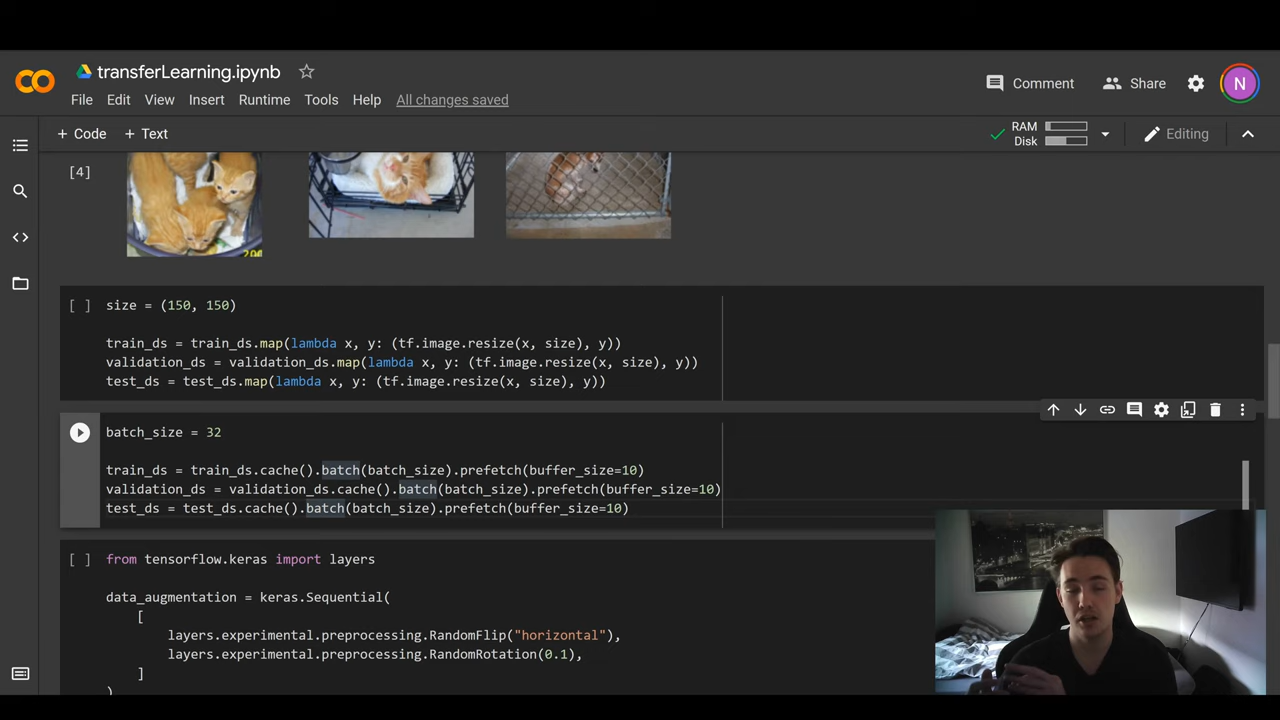 transferLearning.ipynb
File Edit View Insert Runtime Tools Help All changes saved
Comment
Share
N
+ Code + Text
RAM
Disk
Editing
[4]
200
[ ]
size = (150, 150)
train_ds = train_ds.map(lambda x, y: (tf.image.resize(x, size), y))
validation_ds = validation_ds.map(lambda x, y: (tf.image.resize(x, size), y))
test_ds = test_ds.map(lambda x, y: (tf.image.resize(x, size), y))
batch_size = 32
train_ds = train_ds.cache().batch(batch_size).prefetch(buffer_size=10)
validation_ds = validation_ds.cache().batch(batch_size).prefetch(buffer_size=10)
test_ds = test_ds.cache().batch(batch_size).prefetch(buffer_size=10)
[ ]
from tensorflow.keras import layers
data_augmentation = keras.Sequential(
[
layers.experimental.preprocessing.RandomFlip("horizontal"),
layers.experimental.preprocessing.RandomRotation(0.1),
]
)